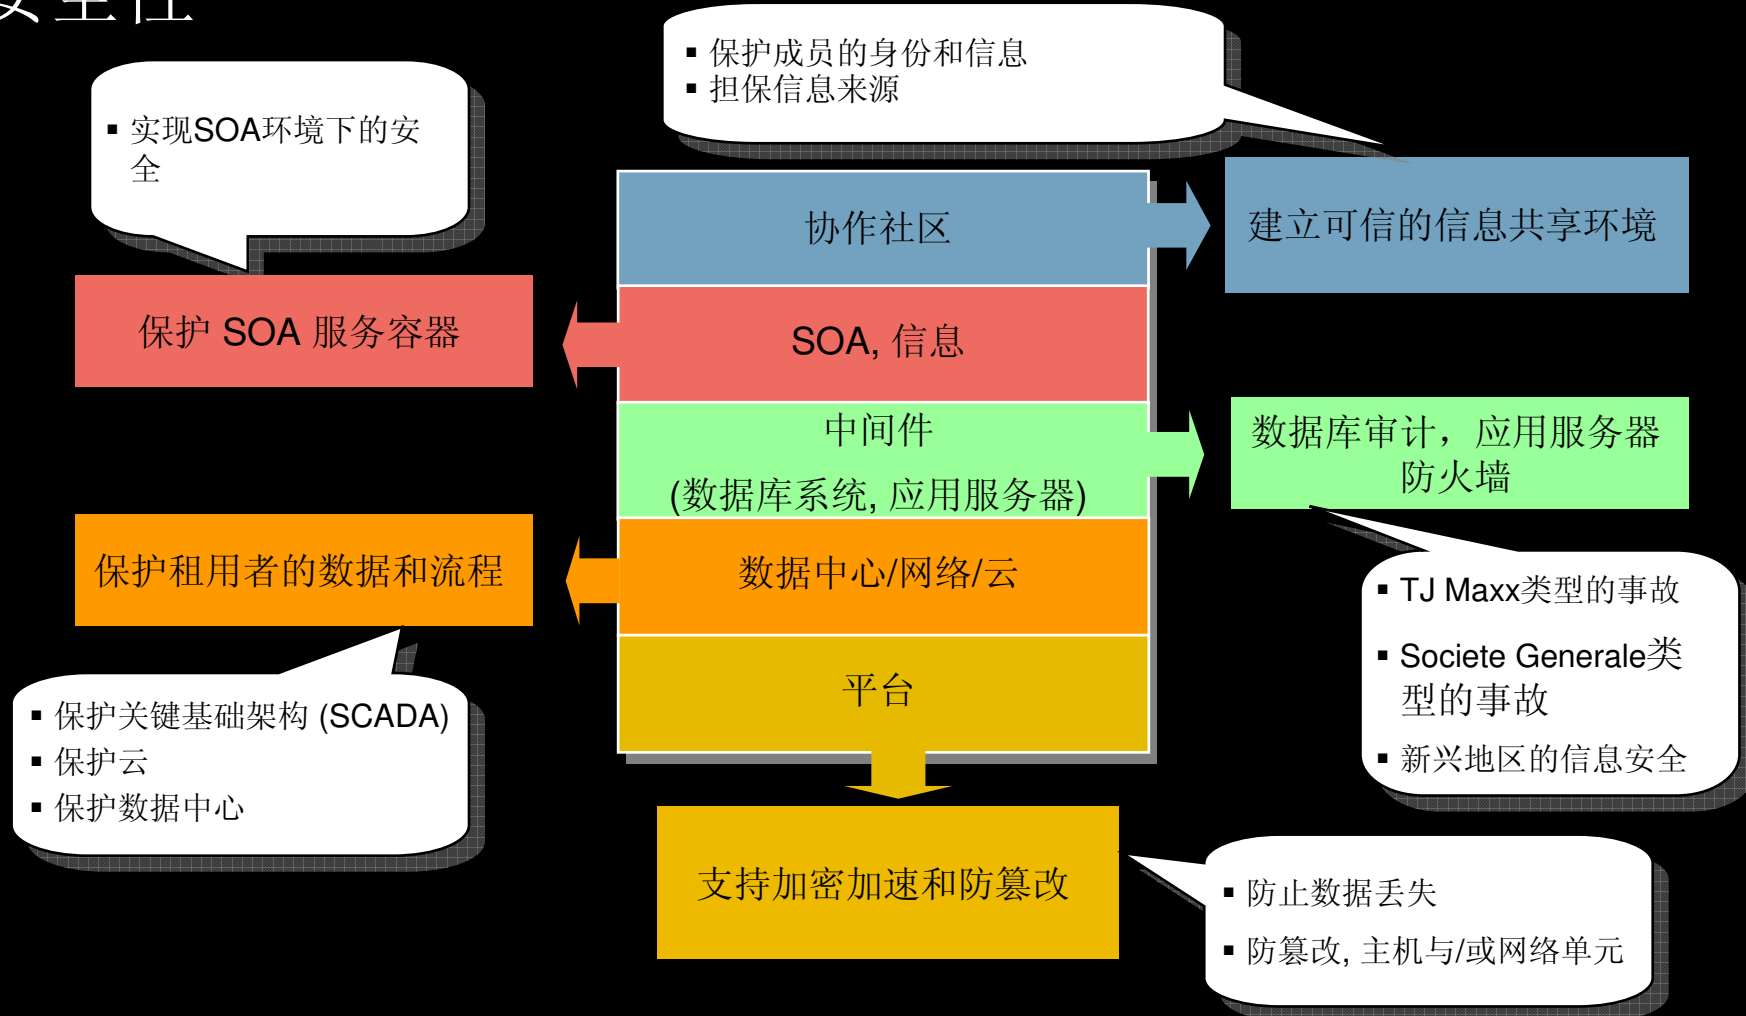 安全性
▪ 保护成员的身份和信息
▪ 担保信息来源
▪ 实现SOA环境下的安
全
协作社区
建立可信的信息共享环境
保护 SOA 服务容器
SOA, 信息
中间件
(数据库系统, 应用服务器)
数据库审计，应用服务器
防火墙
保护租用者的数据和流程
数据中心/网络/云
▪ TJ Maxx类型的事故
▪ Societe Generale类
型的事故
▪ 新兴地区的信息安全
平台
▪ 保护关键基础架构 (SCADA)
▪ 保护云
▪ 保护数据中心
支持加密加速和防篡改
▪ 防止数据丢失
▪ 防篡改, 主机与/或网络单元